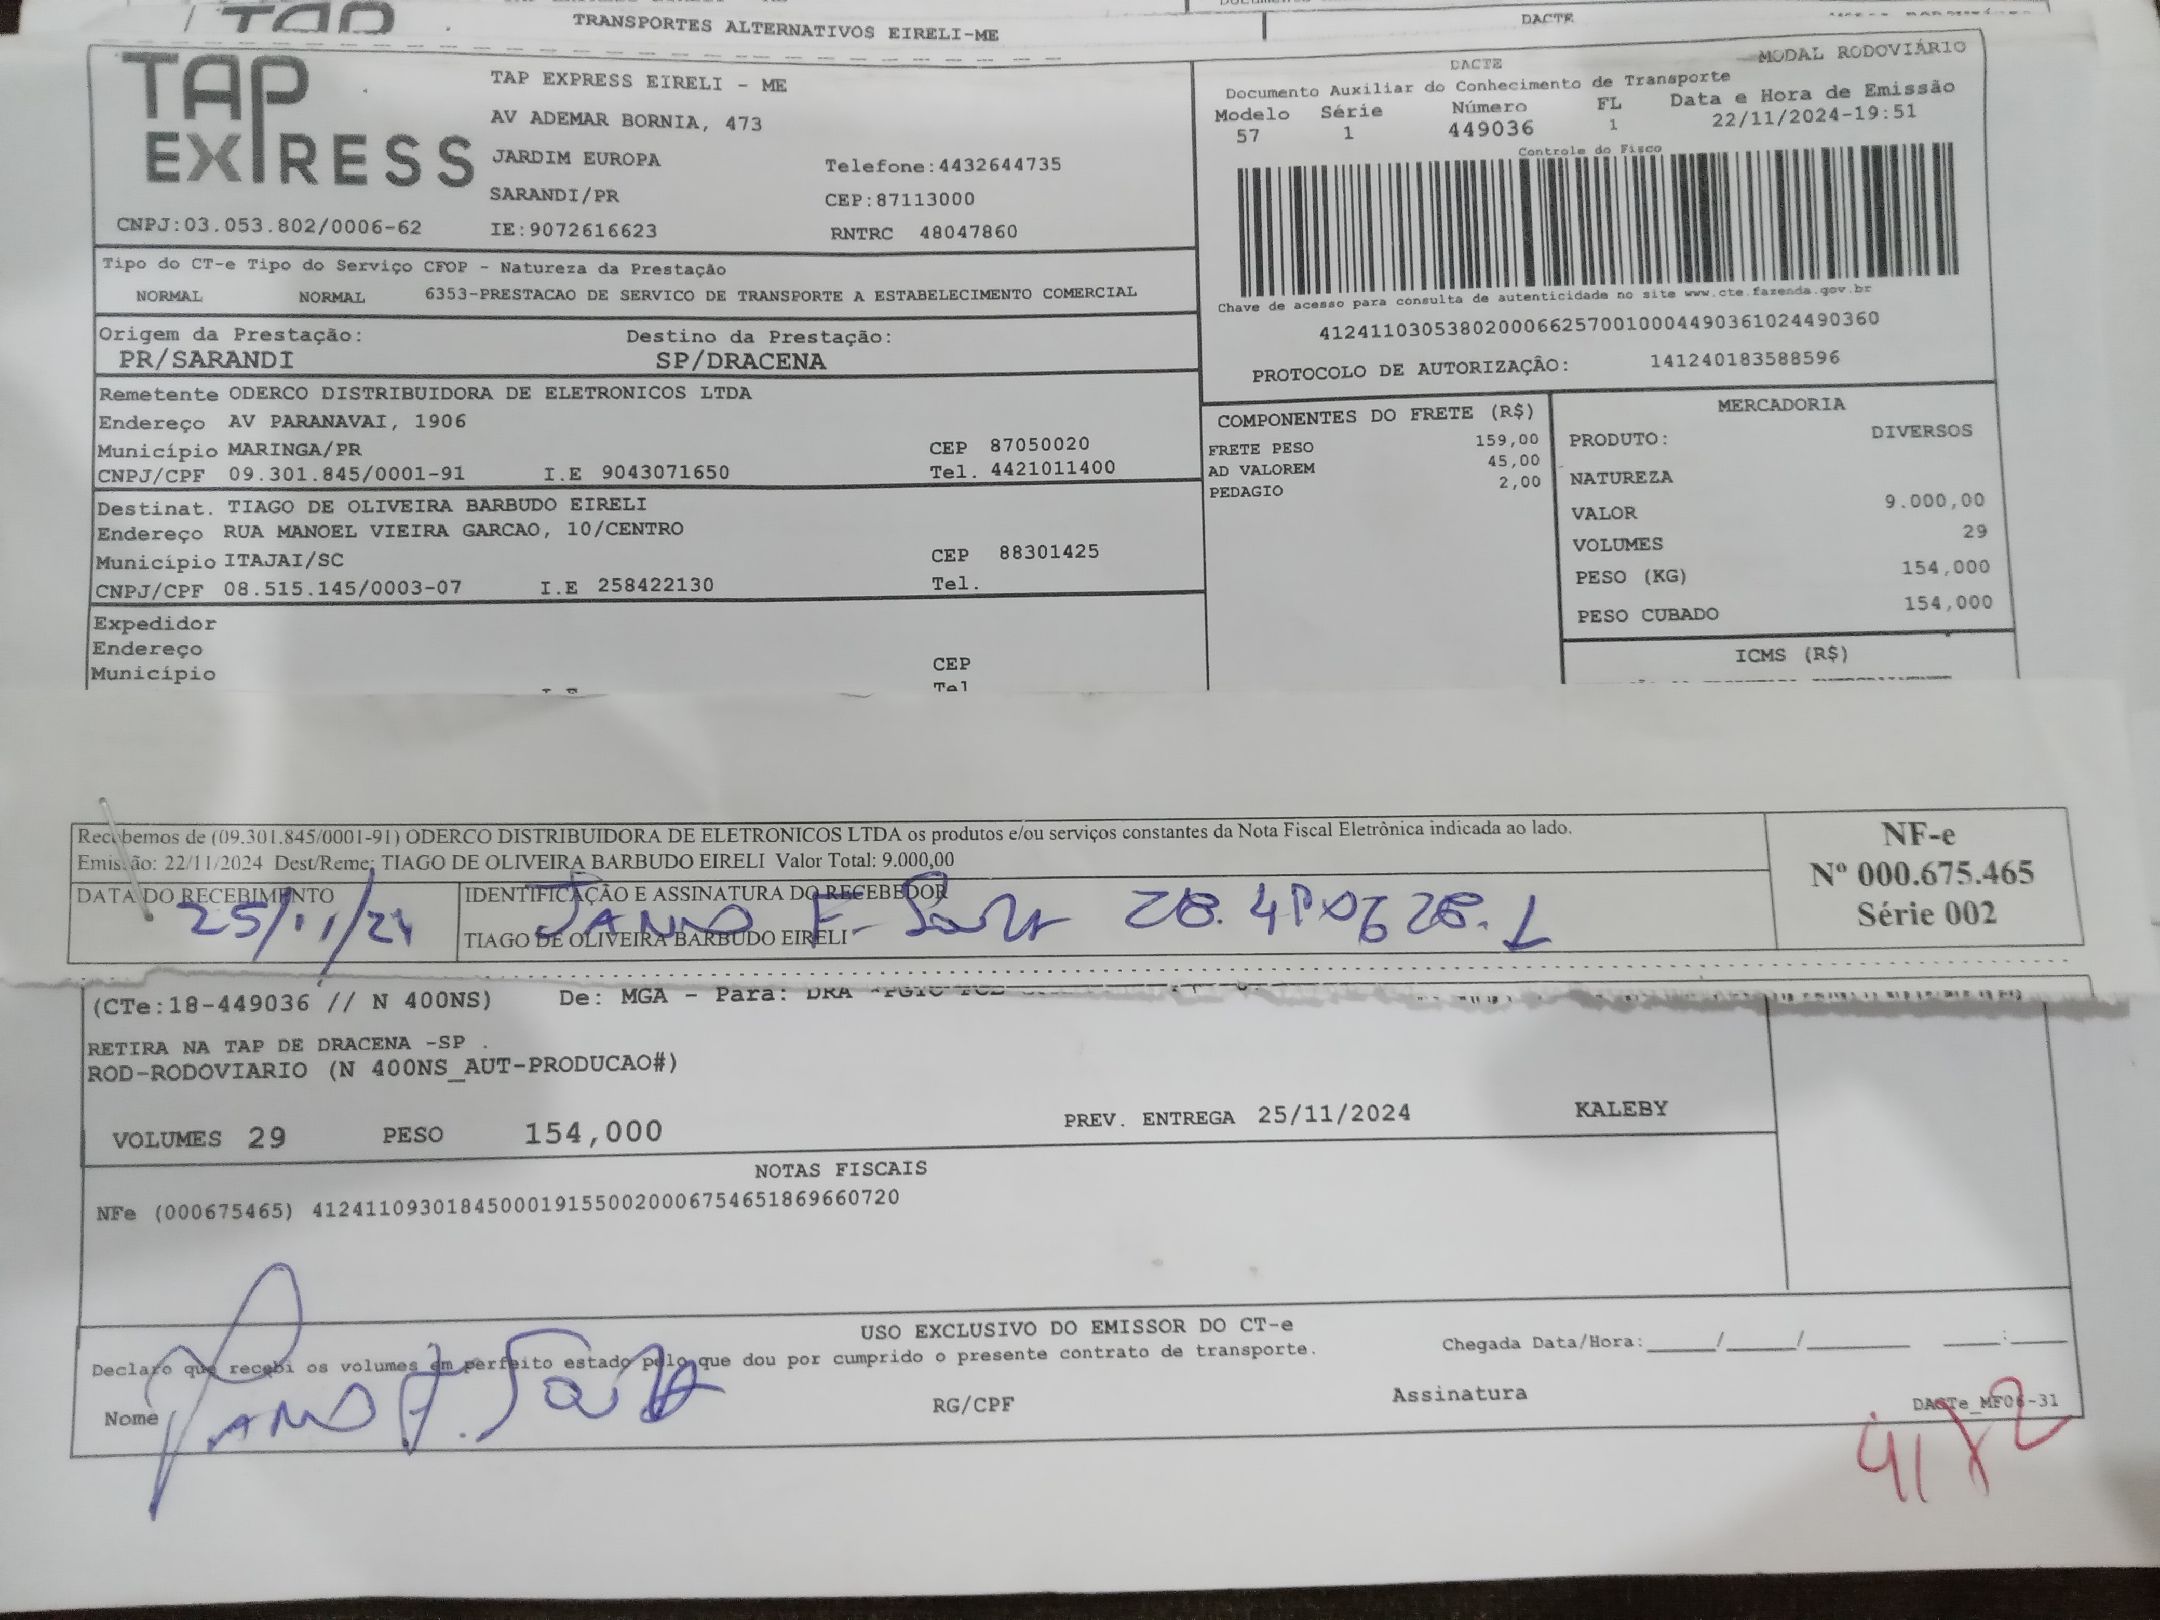 TRANSPORTES ALTERNATIVOS EIRELI-ME
DACTE
TAP EXPRESS
TAP EXPRESS EIRELI - ME
AV ADEMAR BORNIA, 473
JARDIM EUROPA
Telefone:4432644735
SARANDI/PR
CEP:87113000
CNPJ:03.053.802/0006-62
IE:9072616623
RNTRC 48047860
DACTE
MODAL RODOVIÁRIO
Documento Auxiliar do Conhecimento de Transporte
Modelo Série Número FL Data e Hora de Emissão
57 1 449036 1 22/11/2024-19:51
Controle do Fisco
Chave de acesso para consulta de autenticidade no site www.cte.fazenda.gov.br
41241103053802000662570010004490361024490360
PROTOCOLO DE AUTORIZAÇÃO: 141240183588596
Tipo do CT-e Tipo do Serviço CFOP - Natureza da Prestação
NORMAL NORMAL 6353-PRESTACAO DE SERVICO DE TRANSPORTE A ESTABELECIMENTO COMERCIAL
Origem da Prestação: Destino da Prestação:
PR/SARANDI SP/DRACENA
Remetente ODERCO DISTRIBUIDORA DE ELETRONICOS LTDA
Endereço AV PARANAVAI, 1906
Município MARINGA/PR CEP 87050020
CNPJ/CPF 09.301.845/0001-91 I.E 9043071650 Tel. 4421011400
Destinat. TIAGO DE OLIVEIRA BARBUDO EIRELI
Endereço RUA MANOEL VIEIRA GARCAO, 10/CENTRO
Município ITAJAI/SC CEP 88301425
CNPJ/CPF 08.515.145/0003-07 I.E 258422130 Tel.
Expedidor
Endereço
Município CEP
Tel
COMPONENTES DO FRETE (R$)
FRETE PESO 159,00
AD VALOREM 45,00
PEDAGIO 2,00
MERCADORIA
PRODUTO: DIVERSOS
NATUREZA
VALOR 9.000,00
VOLUMES 29
PESO (KG) 154,000
PESO CUBADO 154,000
ICMS (R$)
Recebemos de (09.301.845/0001-91) ODERCO DISTRIBUIDORA DE ELETRONICOS LTDA os produtos e/ou serviços constantes da Nota Fiscal Eletrônica indicada ao lado.
Emissão: 22/11/2024 Dest/Reme: TIAGO DE OLIVEIRA BARBUDO EIRELI Valor Total: 9.000,00
DATA DO RECEBIMENTO
25/11/24
IDENTIFICAÇÃO E ASSINATURA DO RECEBEDOR
TIAGO DE OLIVEIRA BARBUDO EIRELI
NF-e
Nº 000.675.465
Série 002
(CTe:18-449036 // N 400NS) De: MGA - Para: DRA
RETIRA NA TAP DE DRACENA -SP .
ROD-RODOVIARIO (N 400NS_AUT-PRODUCAO#)
VOLUMES 29 PESO 154,000 PREV. ENTREGA 25/11/2024 KALEBY
NOTAS FISCAIS
NFe (000675465) 41241109301845000191550020006754651869660720
USO EXCLUSIVO DO EMISSOR DO CT-e
Declaro que recebi os volumes em perfeito estado pelo que dou por cumprido o presente contrato de transporte.
Chegada Data/Hora:_____/_____/_______ ____:____
Nome RG/CPF Assinatura
DACTe_MF06-31